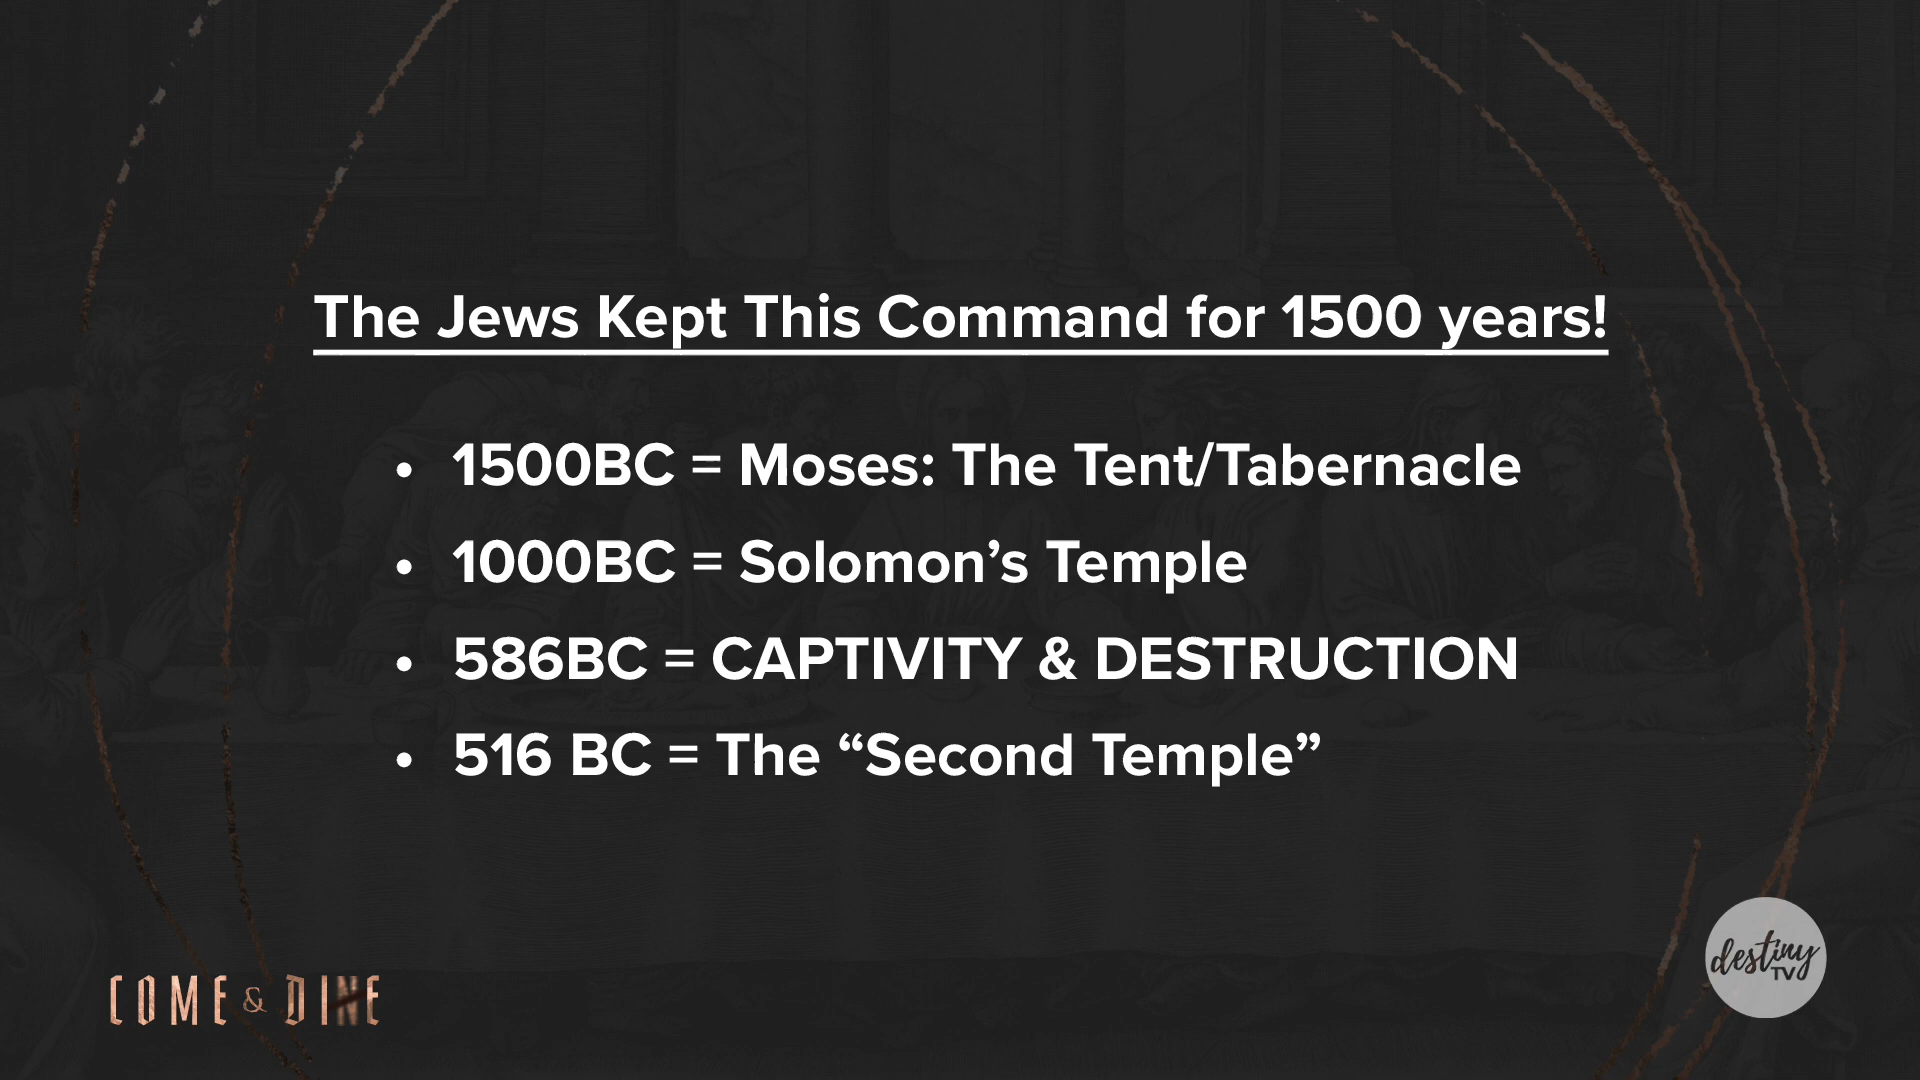 The Jews Kept This Command for 1500 years!
• 1500BC = Moses: The Tent/Tabernacle
• 1000BC = Solomon’s Temple
• 586BC = CAPTIVITY & DESTRUCTION
• 516 BC = The “Second Temple”
COME & DINE
destiny
TV